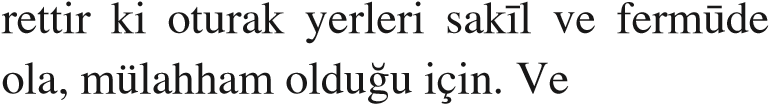 rettir ki oturak yerleri sakīl ve fermūde
ola, mülahham olduğu için. Ve